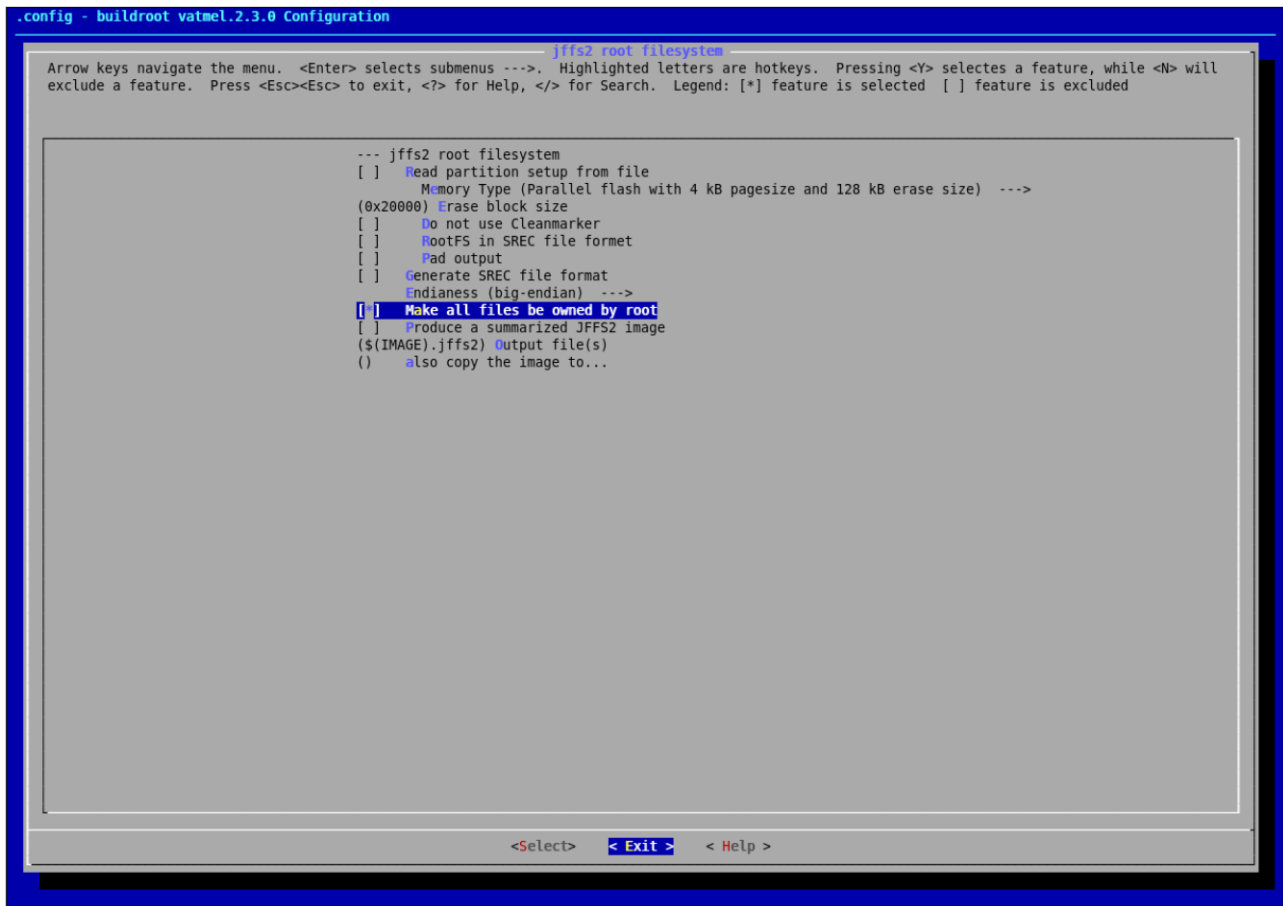 .config - buildroot vatmel.2.3.0 Configuration
jffs2 root filesystem
Arrow keys navigate the menu.  <Enter> selects submenus --->.  Highlighted letters are hotkeys.  Pressing <Y> selectes a feature, while <N> will
exclude a feature.  Press <Esc><Esc> to exit, <?> for Help, </> for Search.  Legend: [*] feature is selected  [ ] feature is excluded
--- jffs2 root filesystem
[ ]   Read partition setup from file
Memory Type (Parallel flash with 4 kB pagesize and 128 kB erase size)  --->
(0x20000) Erase block size
[ ]     Do not use Cleanmarker
[ ]     RootFS in SREC file formet
[ ]     Pad output
[ ]   Generate SREC file format
Endianess (big-endian)  --->
[*]   Make all files be owned by root
[ ]   Produce a summarized JFFS2 image
($(IMAGE).jffs2) Output file(s)
()    also copy the image to...
<Select>    < Exit >    < Help >